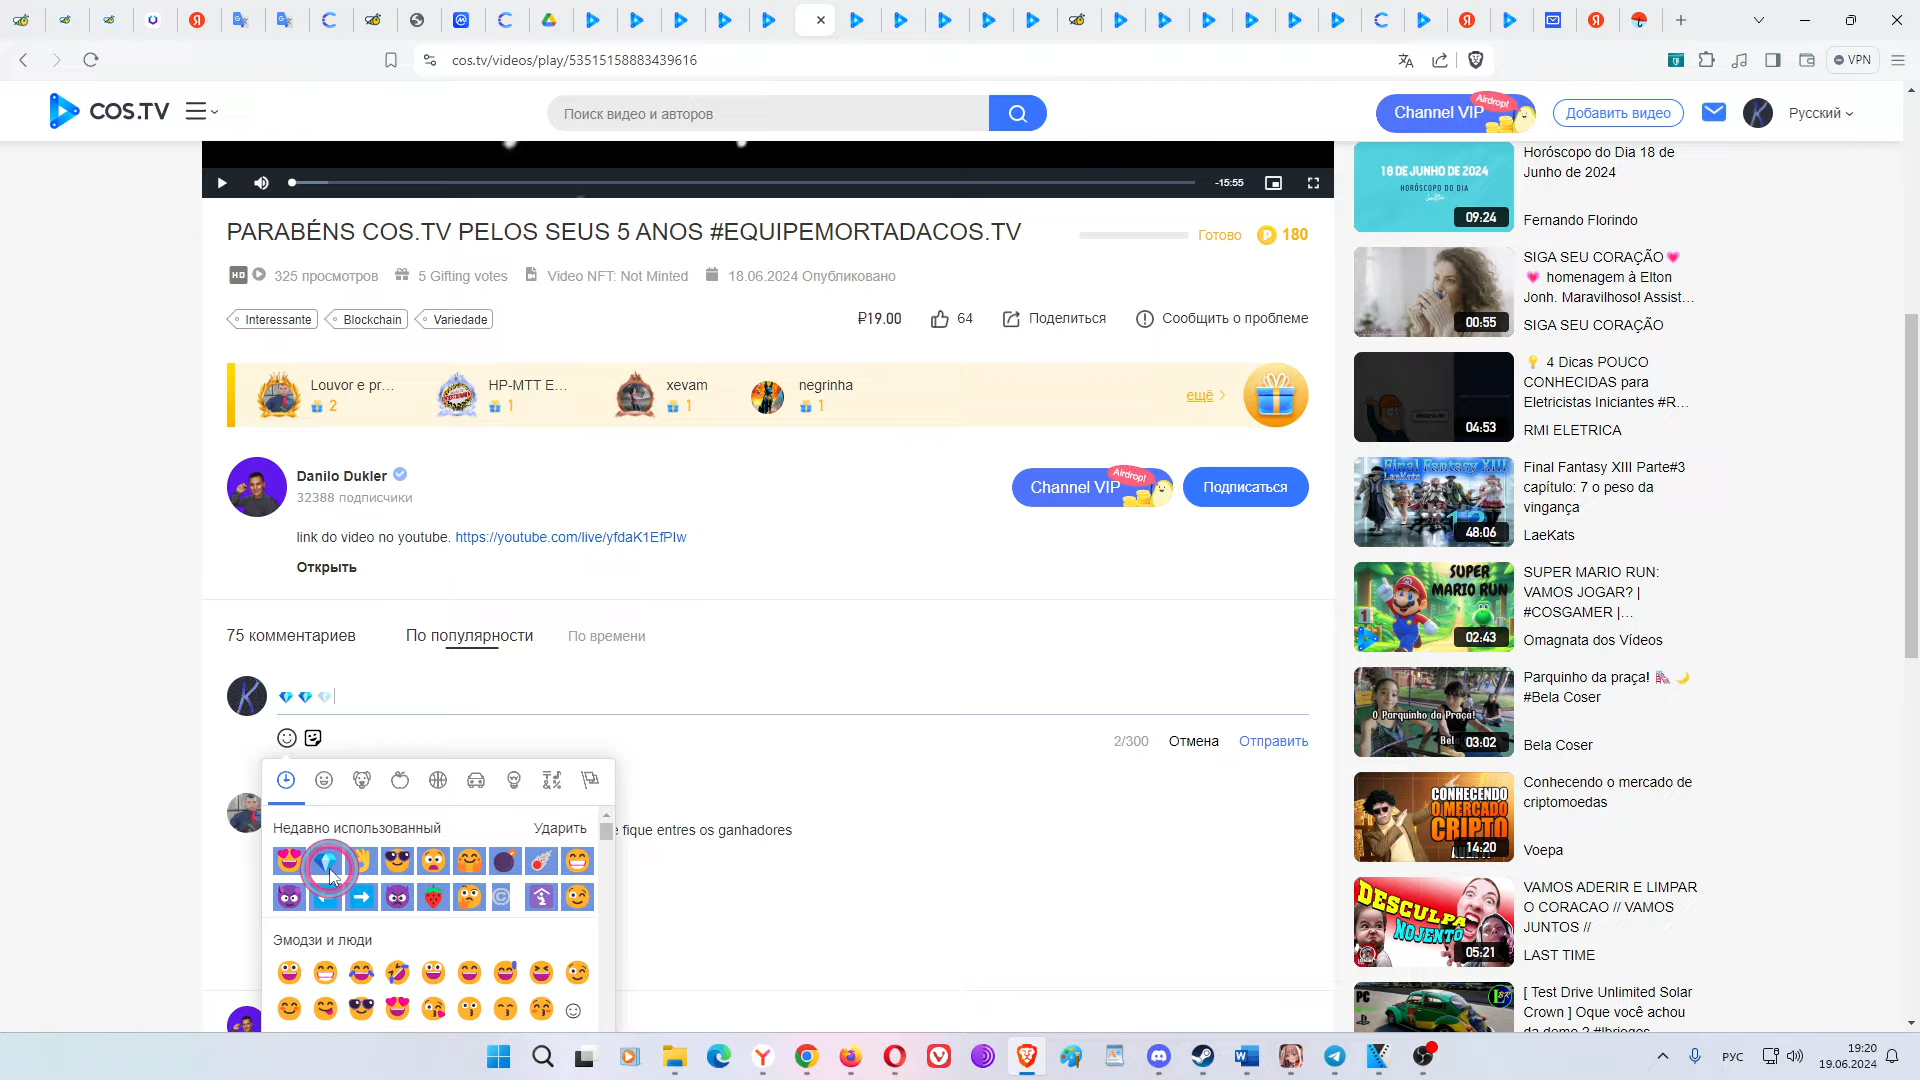 cos.tv/videos/play/53515158883439616
VPN
COS.TV
Поиск видео и авторов
Channel VIP
Airdrop!
Добавить видео
Русский
-15:55
PARABÉNS COS.TV PELOS SEUS 5 ANOS #EQUIPEMORTADACOS.TV
Готово
180
HD
325 просмотров
5 Gifting votes
Video NFT: Not Minted
18.06.2024 Опубликовано
Interessante
Blockchain
Variedade
₽19.00
64
Поделиться
Сообщить о проблеме
Louvor e pr...
2
HP-MTT E...
1
xevam
1
negrinha
1
ещё
Danilo Dukler
32388 подписчики
Channel VIP
Airdrop!
Подписаться
link do video no youtube. https://youtube.com/live/yfdaK1EfPIw
Открыть
75 комментариев
По популярности
По времени
2/300
Отмена
Отправить
Недавно использованный
Ударить
fique entres os ganhadores
Эмодзи и люди
18 DE JUNHO DE 2024
HORÓSCOPO DO DIA
09:24
Horóscopo do Dia 18 de
Junho de 2024
Fernando Florindo
00:55
SIGA SEU CORAÇÃO💗
💗 homenagem à Elton
Jonh. Maravilhoso! Assist...
SIGA SEU CORAÇÃO
04:53
💡 4 Dicas POUCO
CONHECIDAS para
Eletricistas Iniciantes #R...
RMI ELETRICA
Final Fantasy XIII
48:06
Final Fantasy XIII Parte#3
capítulo: 7 o peso da
vingança
LaeKats
SUPER
MARIO RUN
02:43
SUPER MARIO RUN:
VAMOS JOGAR? |
#COSGAMER |...
Omagnata dos Vídeos
O Parquinho da Praça!
Bel
03:02
Parquinho da praça! 🎠 🌙
#Bela Coser
Bela Coser
CONHECENDO
O MERCADO
CRIPTO
14:20
Conhecendo o mercado de
criptomoedas
Voepa
DESCULPA
NOJENTO
05:21
VAMOS ADERIR E LIMPAR
O CORACAO // VAMOS
JUNTOS //
LAST TIME
PC
[ Test Drive Unlimited Solar
Crown ] Oque você achou
РУС
19:20
19.06.2024